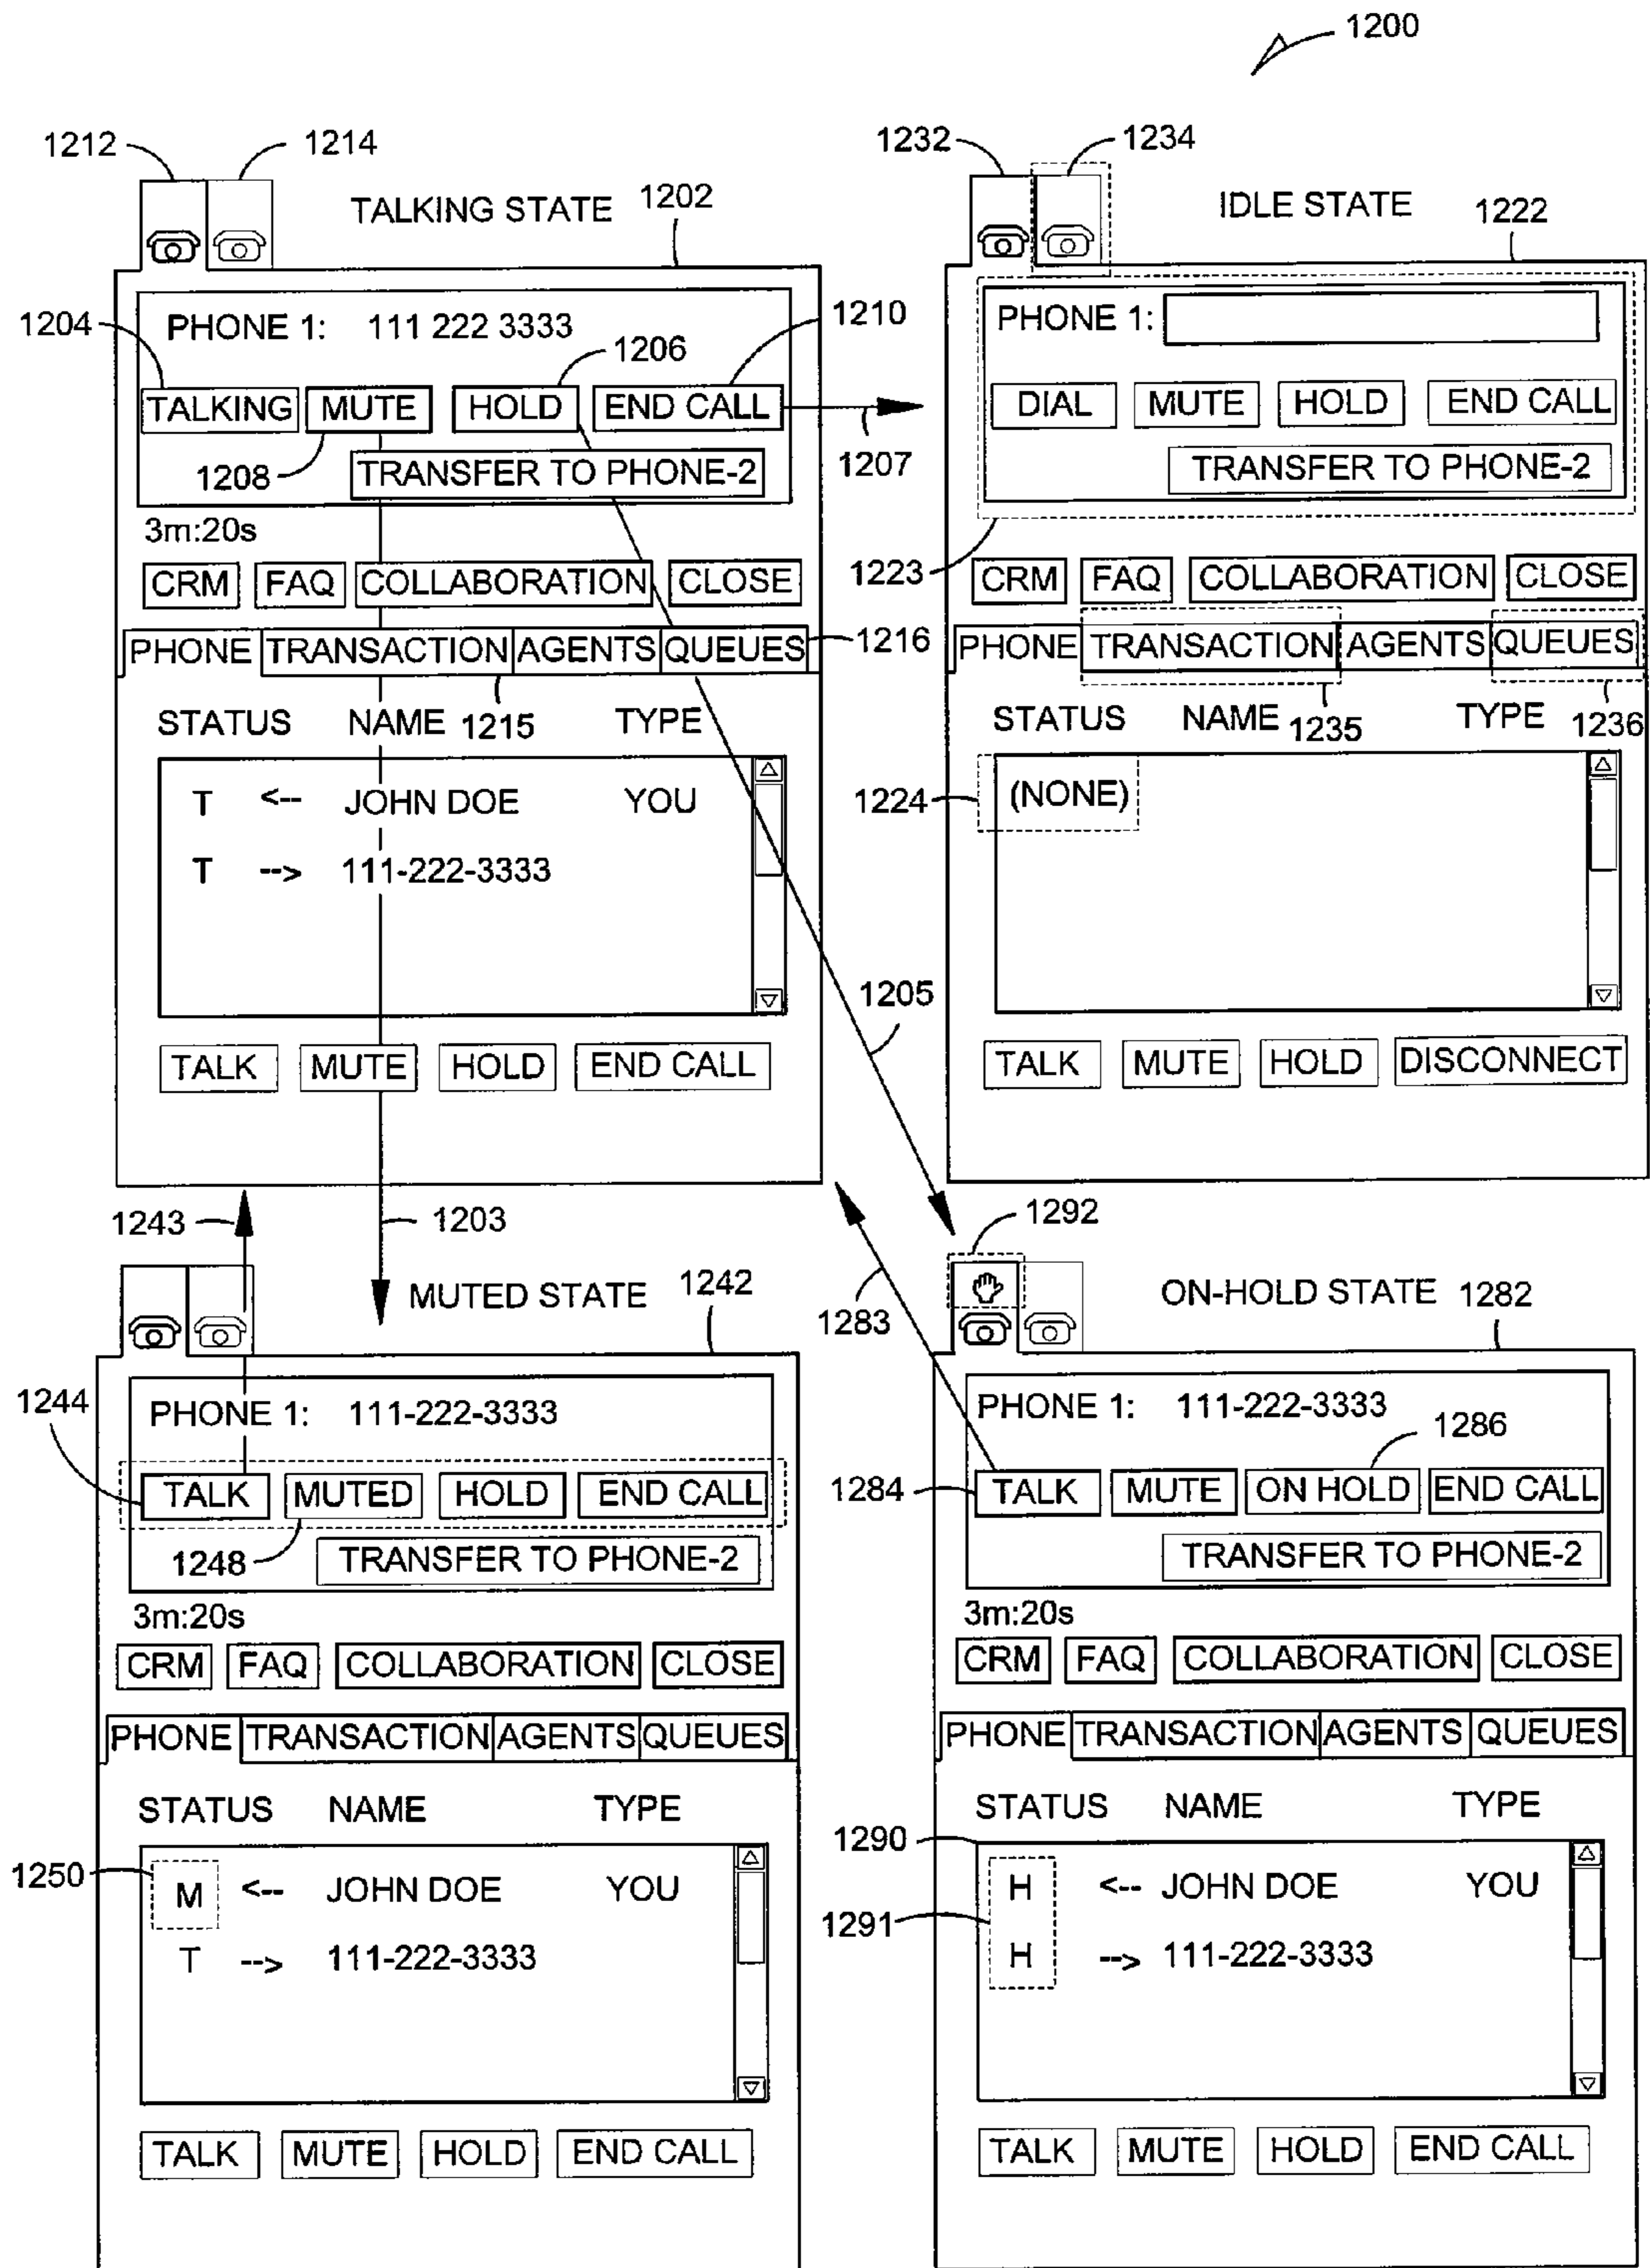 1200
1212
1214
TALKING STATE
1202
1204
PHONE 1: 111 222 3333
1206
1210
TALKING MUTE HOLD END CALL
1207
1208
TRANSFER TO PHONE-2
3m:20s
CRM FAQ COLLABORATION CLOSE
PHONE TRANSACTION AGENTS QUEUES
1216
STATUS NAME 1215 TYPE
T <-- JOHN DOE YOU
T --> 111-222-3333
1205
TALK MUTE HOLD END CALL
1232
1234
IDLE STATE
1222
PHONE 1:
DIAL MUTE HOLD END CALL
TRANSFER TO PHONE-2
1223
CRM FAQ COLLABORATION CLOSE
PHONE TRANSACTION AGENTS QUEUES
STATUS NAME 1235 TYPE 1236
1224
(NONE)
TALK MUTE HOLD DISCONNECT
1243
1203
MUTED STATE
1242
1244
PHONE 1: 111-222-3333
TALK MUTED HOLD END CALL
1248
TRANSFER TO PHONE-2
3m:20s
CRM FAQ COLLABORATION CLOSE
PHONE TRANSACTION AGENTS QUEUES
STATUS NAME TYPE
1250
M <-- JOHN DOE YOU
T --> 111-222-3333
TALK MUTE HOLD END CALL
1292
1283
ON-HOLD STATE
1282
PHONE 1: 111-222-3333
1286
1284
TALK MUTE ON HOLD END CALL
TRANSFER TO PHONE-2
3m:20s
CRM FAQ COLLABORATION CLOSE
PHONE TRANSACTION AGENTS QUEUES
STATUS NAME TYPE
1290
H <-- JOHN DOE YOU
1291
H --> 111-222-3333
TALK MUTE HOLD END CALL